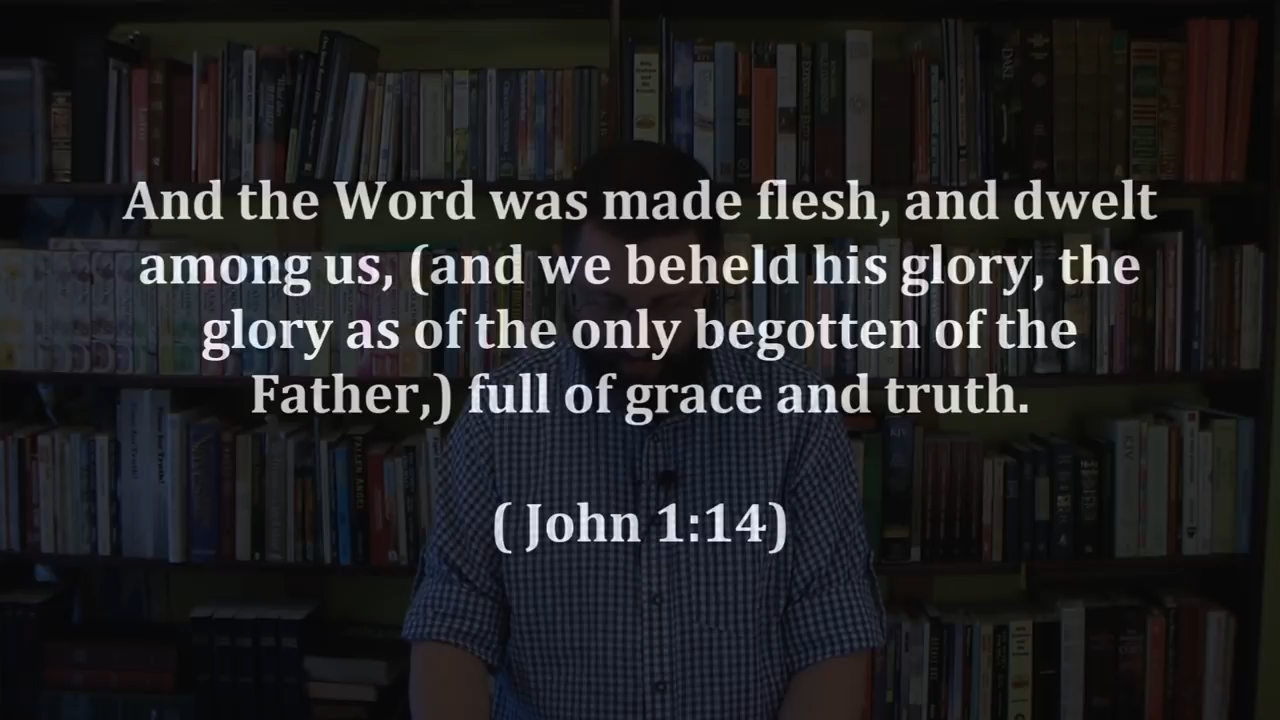 And the Word was made flesh, and dwelt
among us, (and we beheld his glory, the
glory as of the only begotten of the
Father,) full of grace and truth.
( John 1:14)
KJV